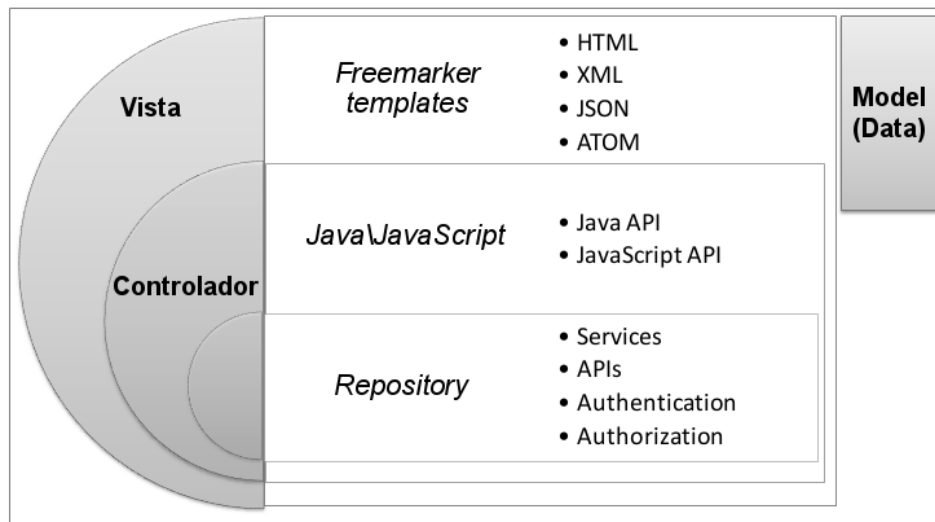 Vista
Freemarker
templates
• HTML
• XML
• JSON
• ATOM
Model
(Data)
Controlador
Java\JavaScript
• Java API
• JavaScript API
Repository
• Services
• APIs
• Authentication
• Authorization